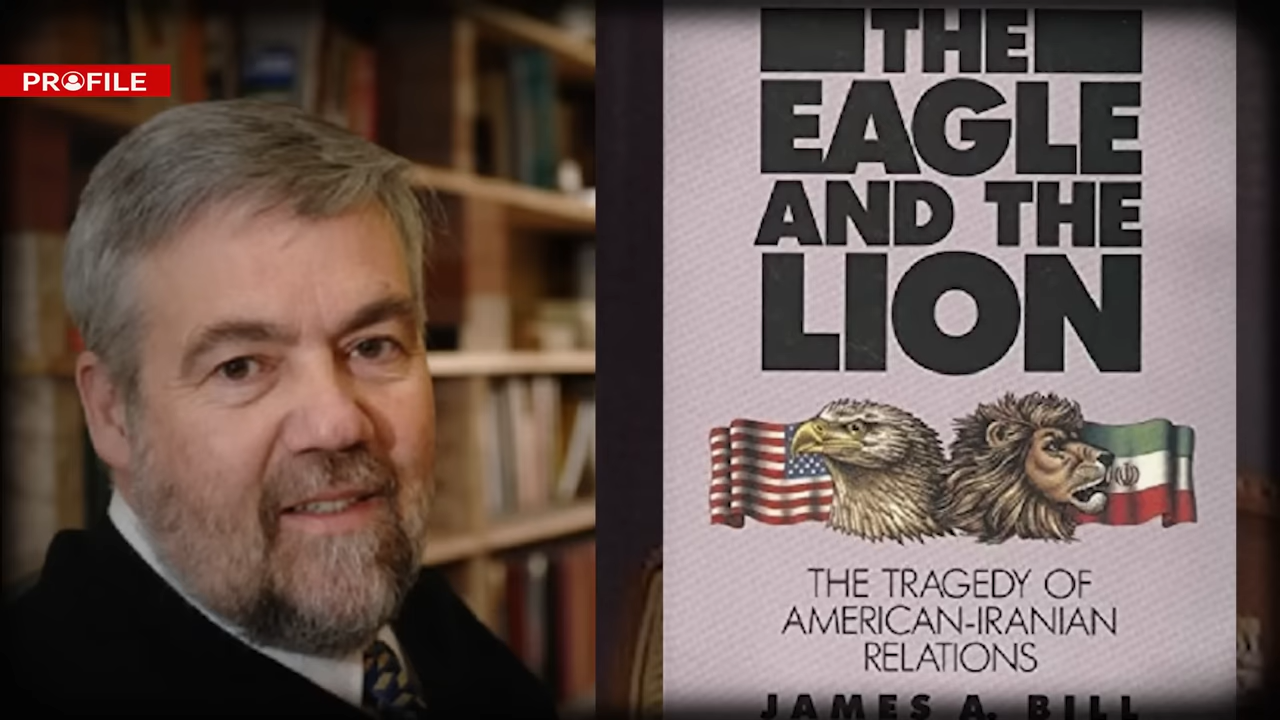 PROFILE
THE
EAGLE
AND THE
LION
THE TRAGEDY OF
AMERICAN-IRANIAN
RELATIONS
JAMES A. BILL